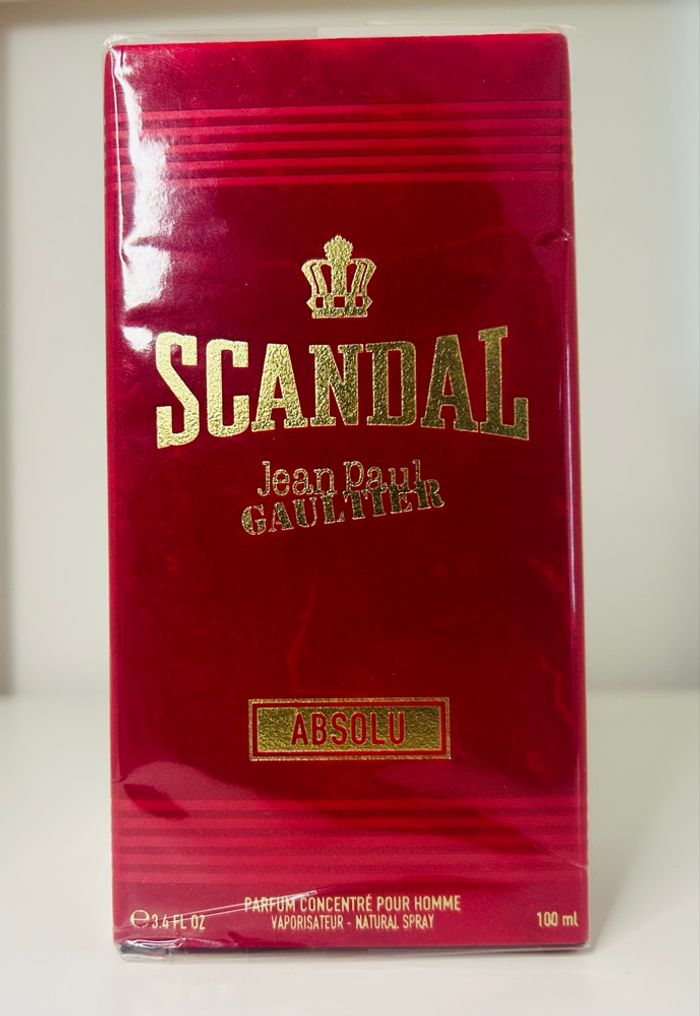 SCANDAL
Jean Paul
GAULTIER
ABSOLU
PARFUM CONCENTRÉ POUR HOMME
℮ 3.4 FL OZ VAPORISATEUR - NATURAL SPRAY 100 ml